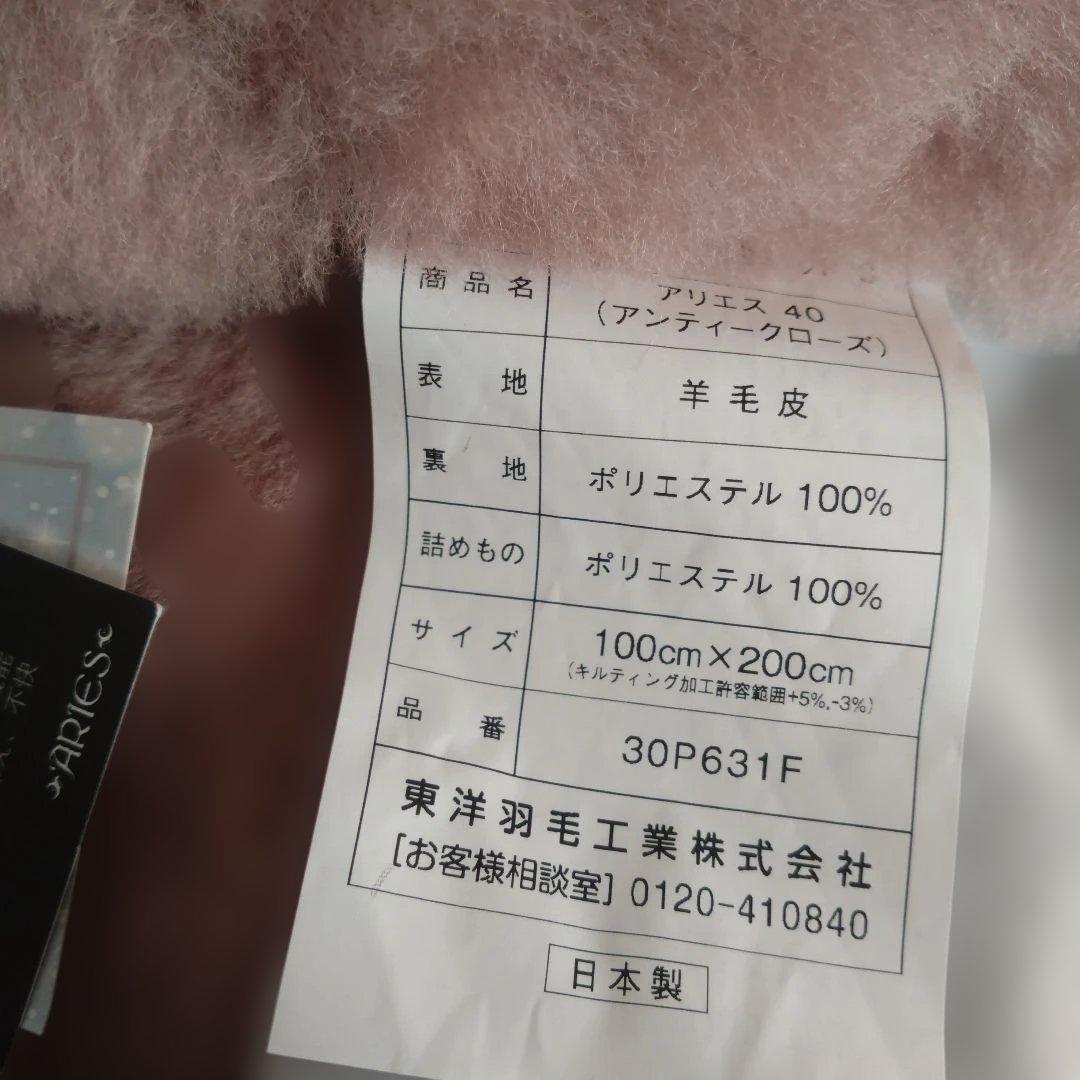 商品名 アリエス 40
(アンティークローズ)
表地 羊毛皮
裏地 ポリエステル 100%
詰めもの ポリエステル 100%
サイズ 100cm×200cm
(キルティング加工許容範囲+5%,-3%)
品番 30P631F
東洋羽毛工業株式会社
[お客様相談室] 0120-410840
日本製
ARIES
不快